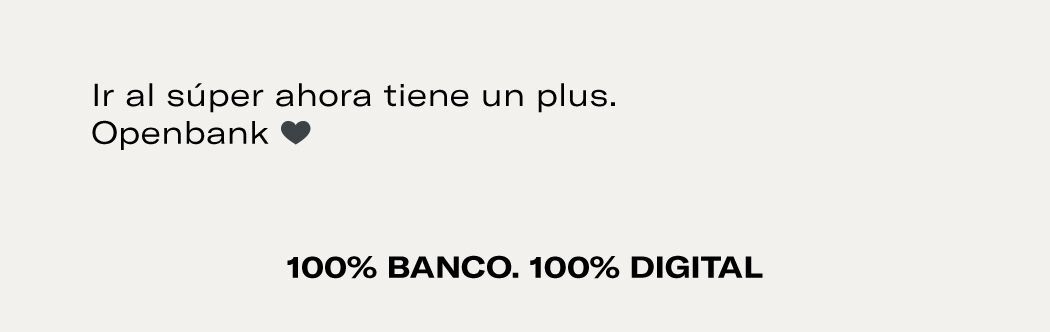 Ir al súper ahora tiene un plus.
Openbank 🖤
100% BANCO. 100% DIGITAL